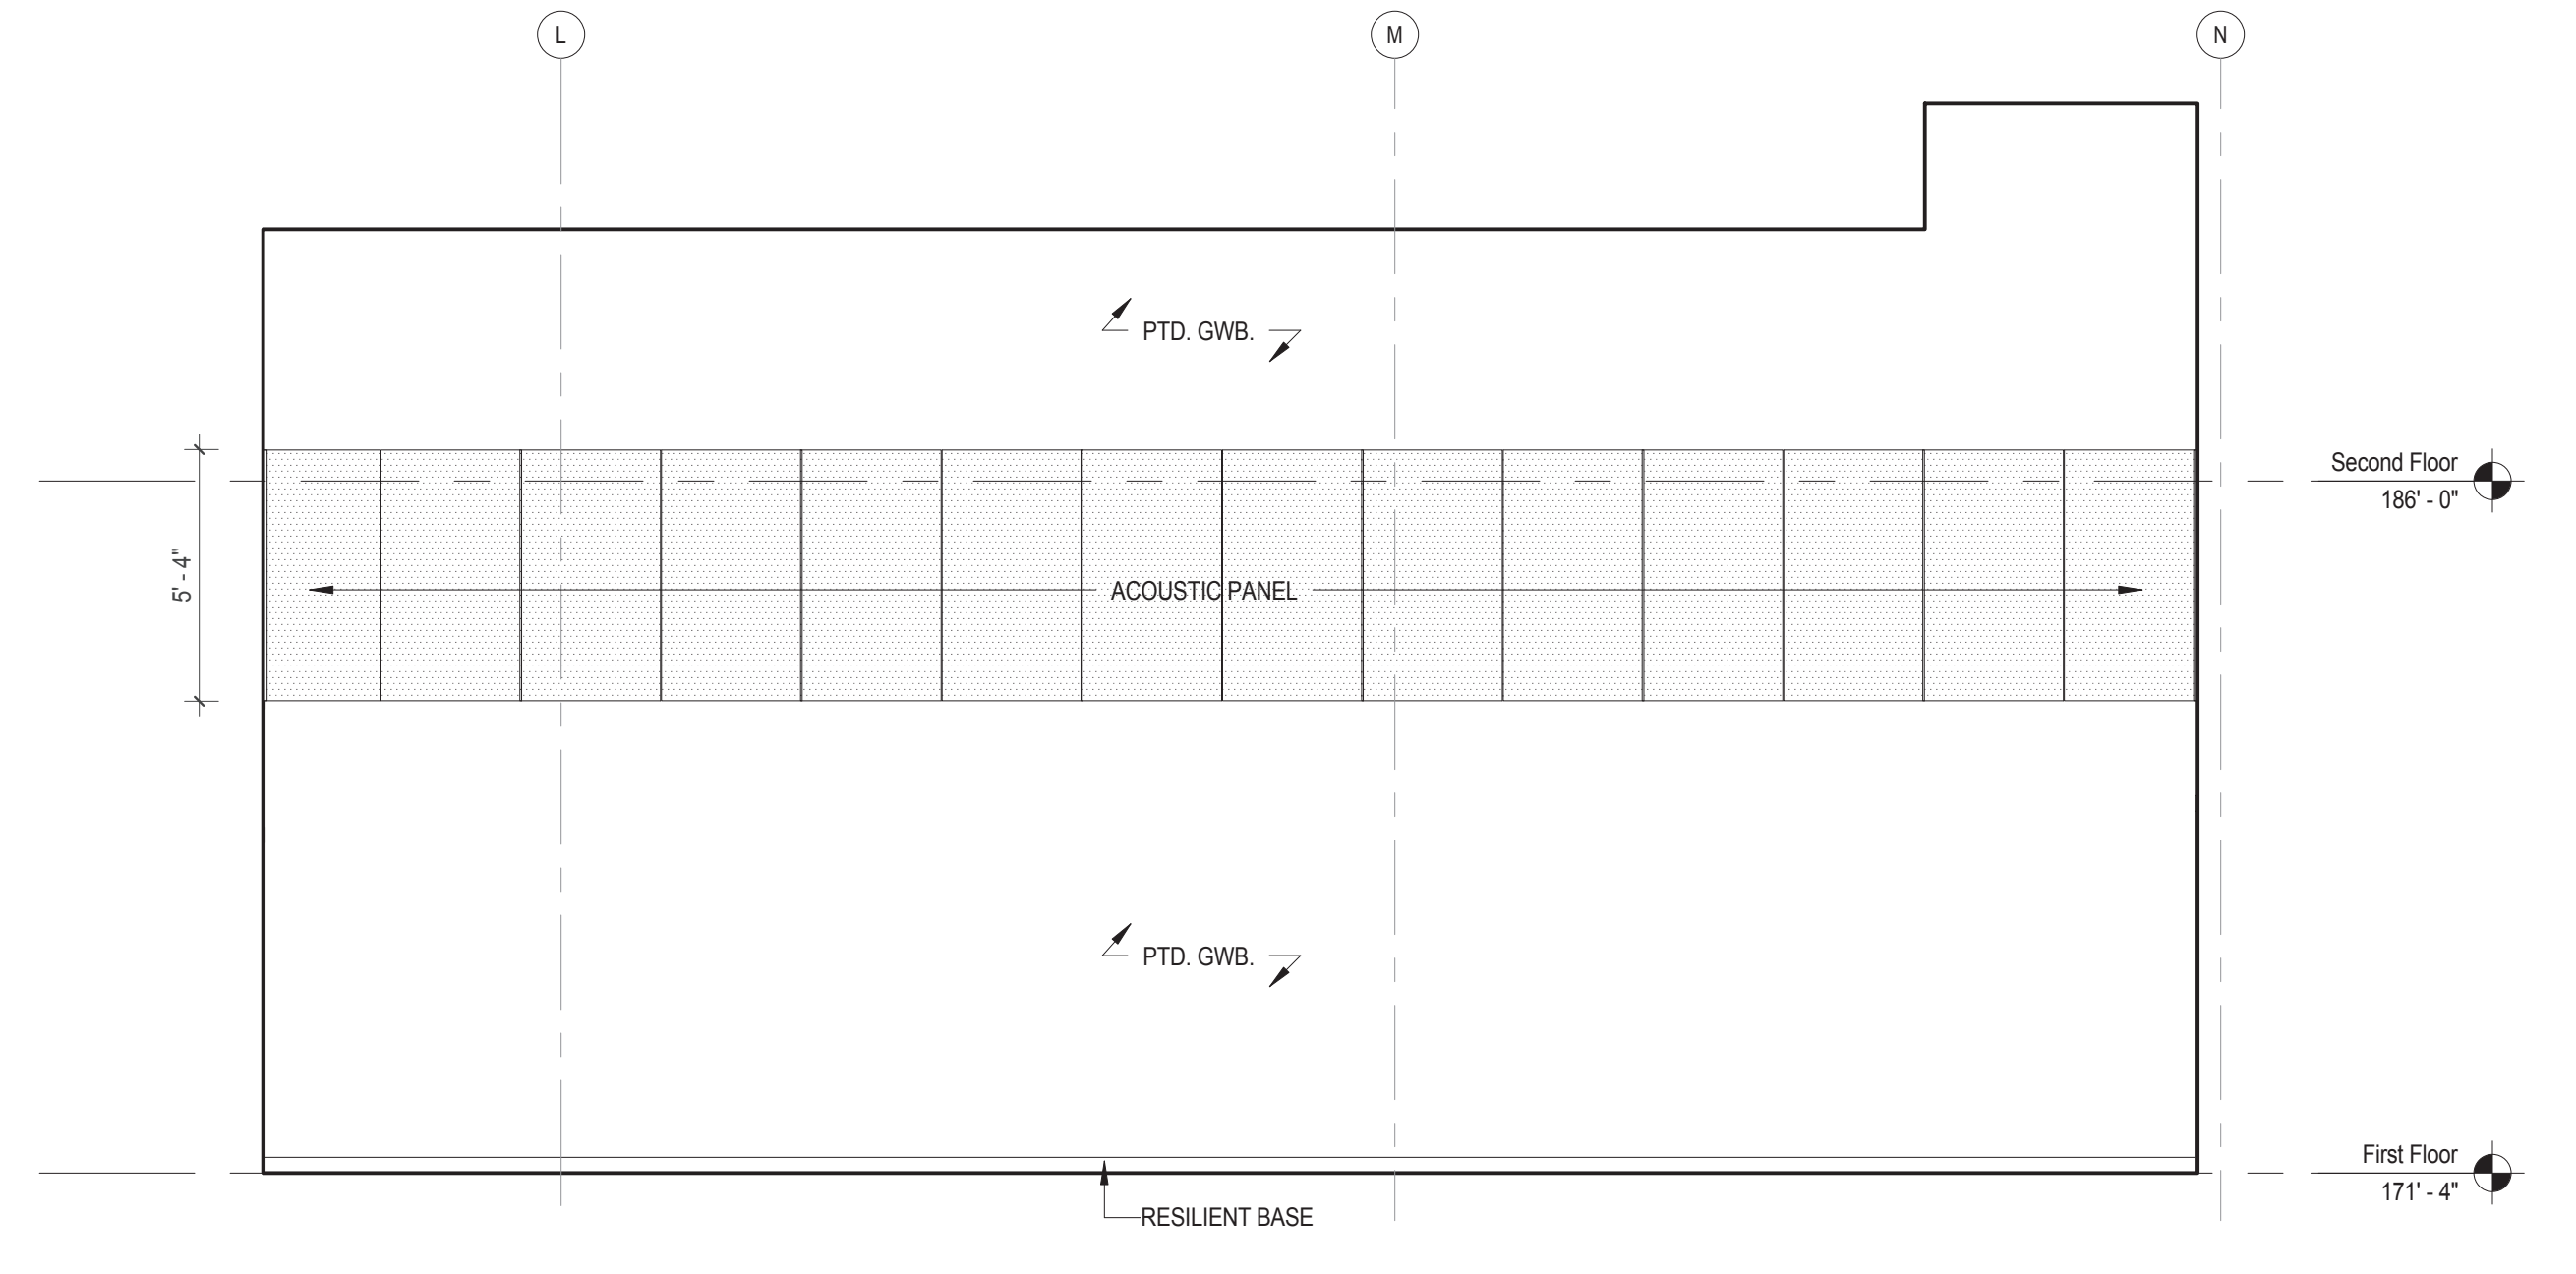 L
M
N
PTD. GWB.
Second Floor
186' - 0"
5' - 4"
ACOUSTIC PANEL
PTD. GWB.
First Floor
171' - 4"
RESILIENT BASE